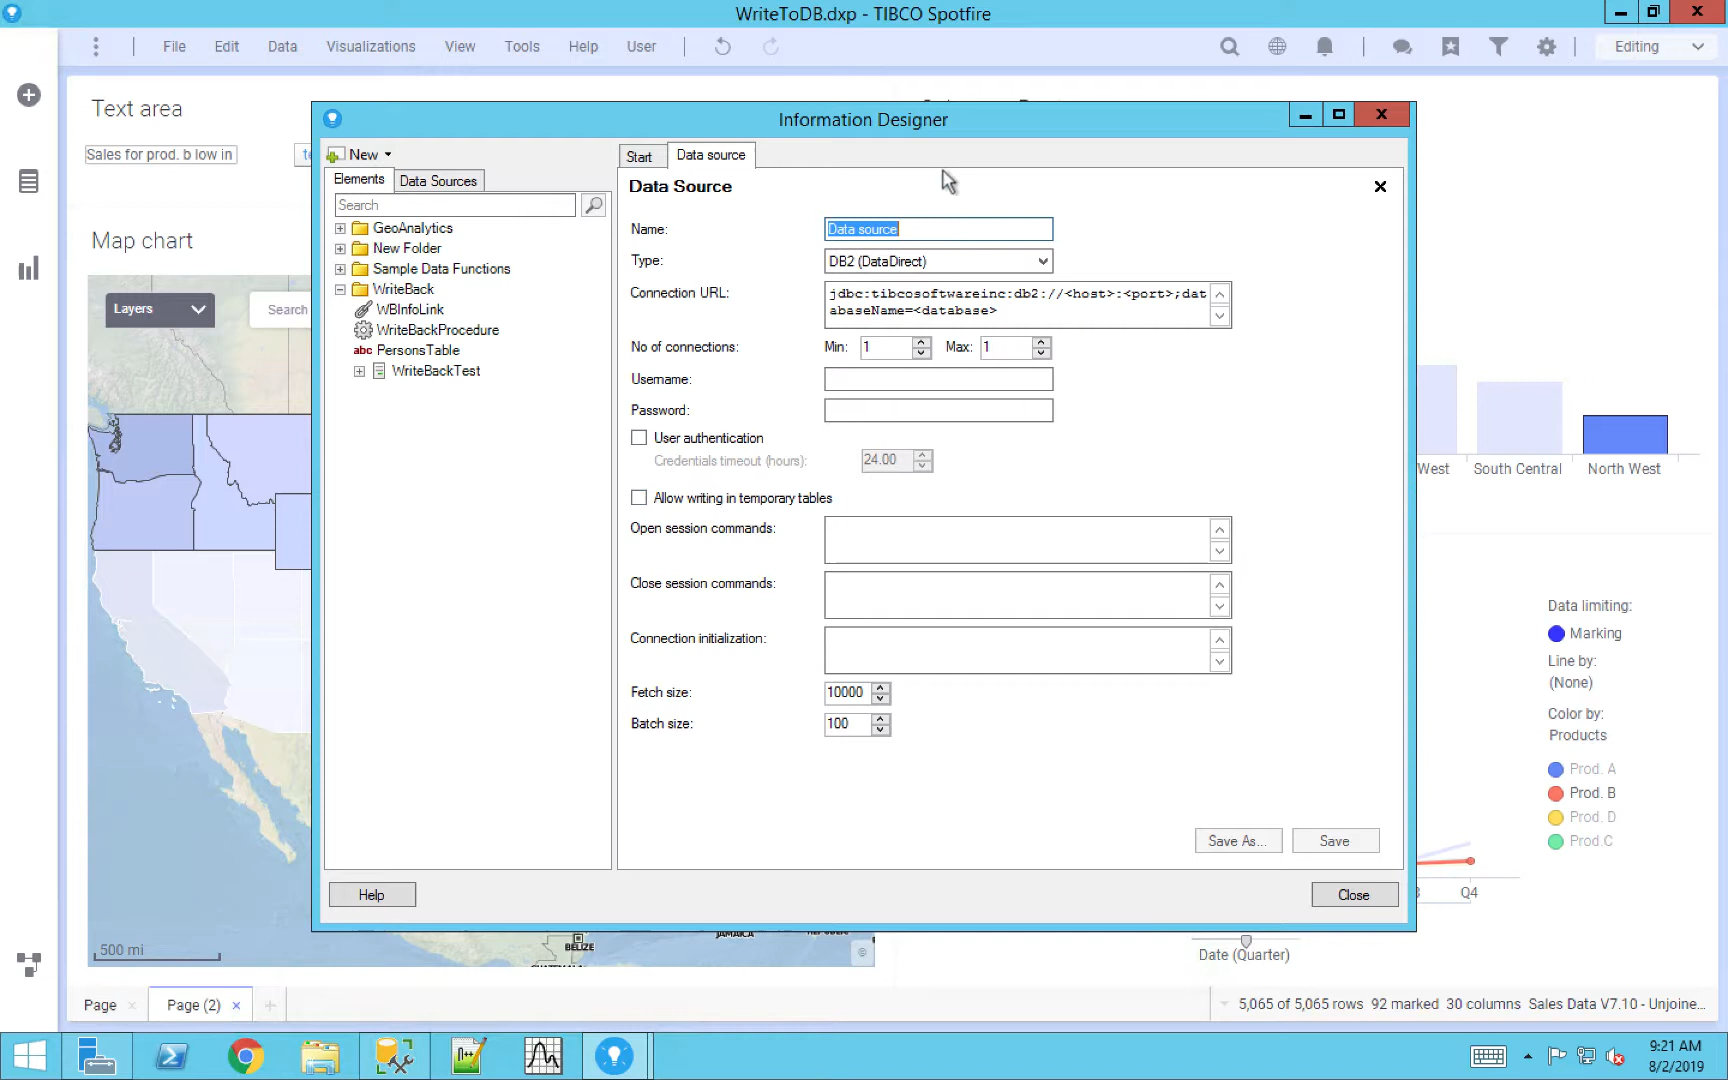 WriteToDB.dxp - TIBCO Spotfire
File Edit Data Visualizations View Tools Help User Editing
Text area
Sales for prod. b low in
Map chart
Layers
Search
500 mi
BELIZE
JAMAICA
Information Designer
New
Elements Data Sources
Search
GeoAnalytics
New Folder
Sample Data Functions
WriteBack
WBInfoLink
WriteBackProcedure
abc PersonsTable
WriteBackTest
Start Data source
Data Source
Name: Data source
Type: DB2 (DataDirect)
Connection URL: jdbc:tibcosoftwareinc:db2://<host>:<port>;dat
abaseName=<database>
No of connections: Min: 1 Max: 1
Username:
Password:
User authentication
Credentials timeout (hours): 24.00
Allow writing in temporary tables
Open session commands:
Close session commands:
Connection initialization:
Fetch size: 10000
Batch size: 100
Save As... Save
Help Close
West South Central North West
Data limiting:
Marking
Line by:
(None)
Color by:
Products
Prod. A
Prod. B
Prod. D
Prod.C
Q4
Date (Quarter)
Page Page (2) 5,065 of 5,065 rows 92 marked 30 columns Sales Data V7.10 - Unjoine...
9:21 AM
8/2/2019